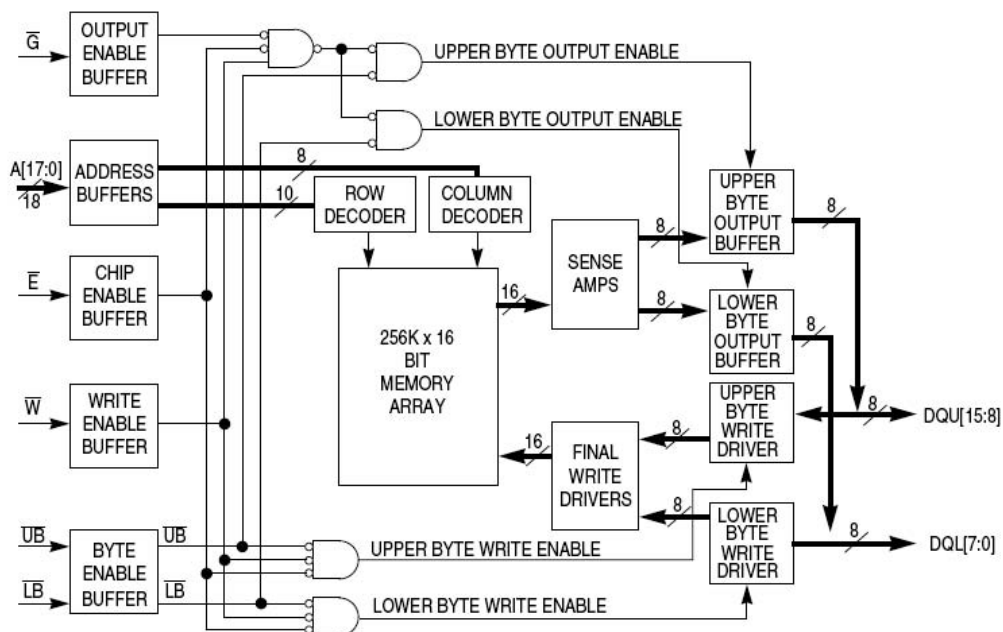 G̅
OUTPUT
ENABLE
BUFFER
UPPER BYTE OUTPUT ENABLE
LOWER BYTE OUTPUT ENABLE
A[17:0]
18
ADDRESS
BUFFERS
8
10
ROW
DECODER
COLUMN
DECODER
UPPER
BYTE
OUTPUT
BUFFER
8
E̅
CHIP
ENABLE
BUFFER
256K x 16
BIT
MEMORY
ARRAY
16
SENSE
AMPS
8
8
LOWER
BYTE
OUTPUT
BUFFER
8
W̅
WRITE
ENABLE
BUFFER
16
FINAL
WRITE
DRIVERS
8
8
UPPER
BYTE
WRITE
DRIVER
8
DQU[15:8]
U̅B̅
L̅B̅
BYTE
ENABLE
BUFFER
U̅B̅
L̅B̅
UPPER BYTE WRITE ENABLE
LOWER BYTE WRITE ENABLE
LOWER
BYTE
WRITE
DRIVER
8
DQL[7:0]